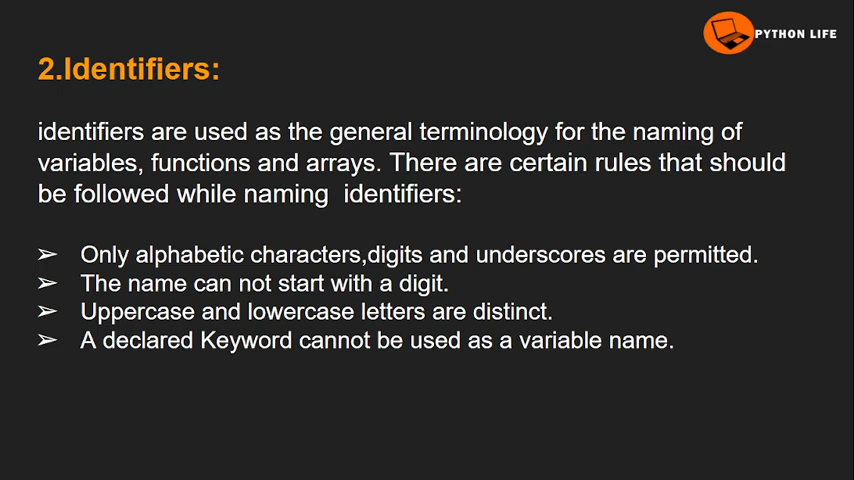 PYTHON LIFE
2.Identifiers:
identifiers are used as the general terminology for the naming of
variables, functions and arrays. There are certain rules that should
be followed while naming  identifiers:
➢ Only alphabetic characters,digits and underscores are permitted.
➢ The name can not start with a digit.
➢ Uppercase and lowercase letters are distinct.
➢ A declared Keyword cannot be used as a variable name.